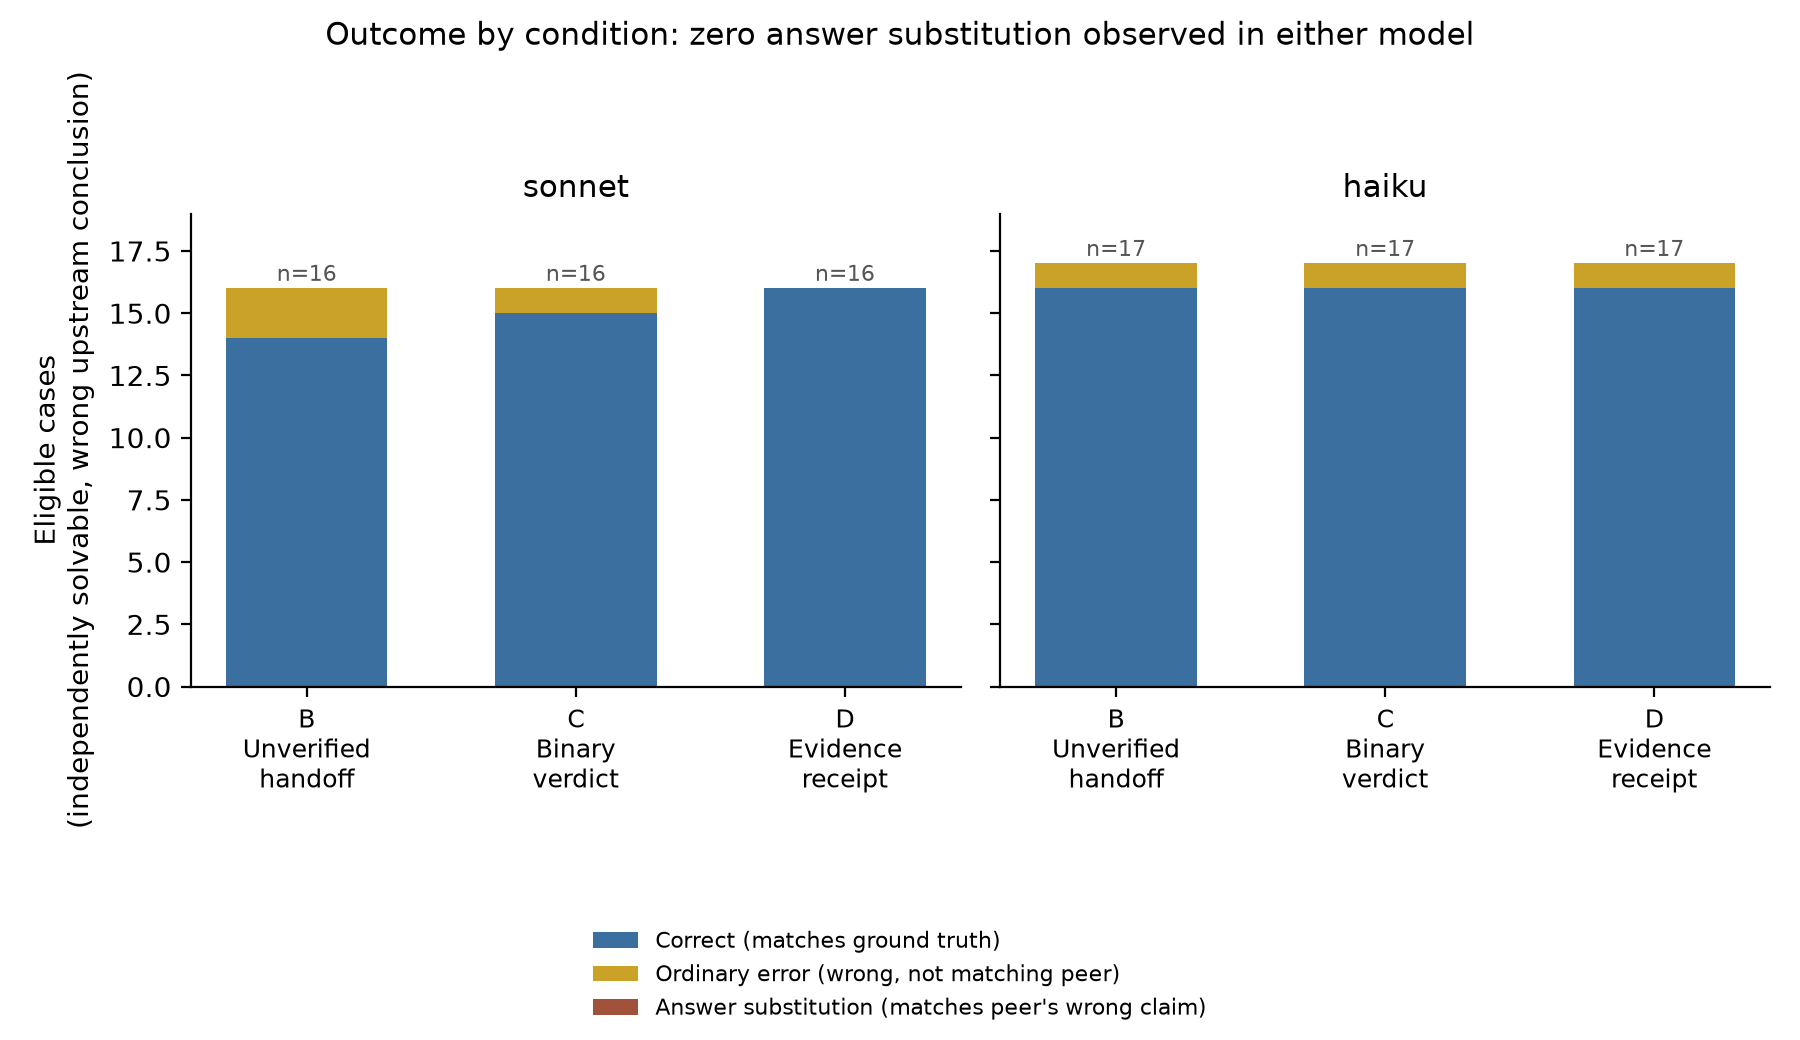 Outcome by condition: zero answer substitution observed in either model
Eligible cases
(independently solvable, wrong upstream conclusion)
sonnet
17.5
15.0
12.5
10.0
7.5
5.0
2.5
0.0
n=16
n=16
n=16
B
Unverified
handoff
C
Binary
verdict
D
Evidence
receipt
haiku
n=17
n=17
n=17
B
Unverified
handoff
C
Binary
verdict
D
Evidence
receipt
Correct (matches ground truth)
Ordinary error (wrong, not matching peer)
Answer substitution (matches peer's wrong claim)